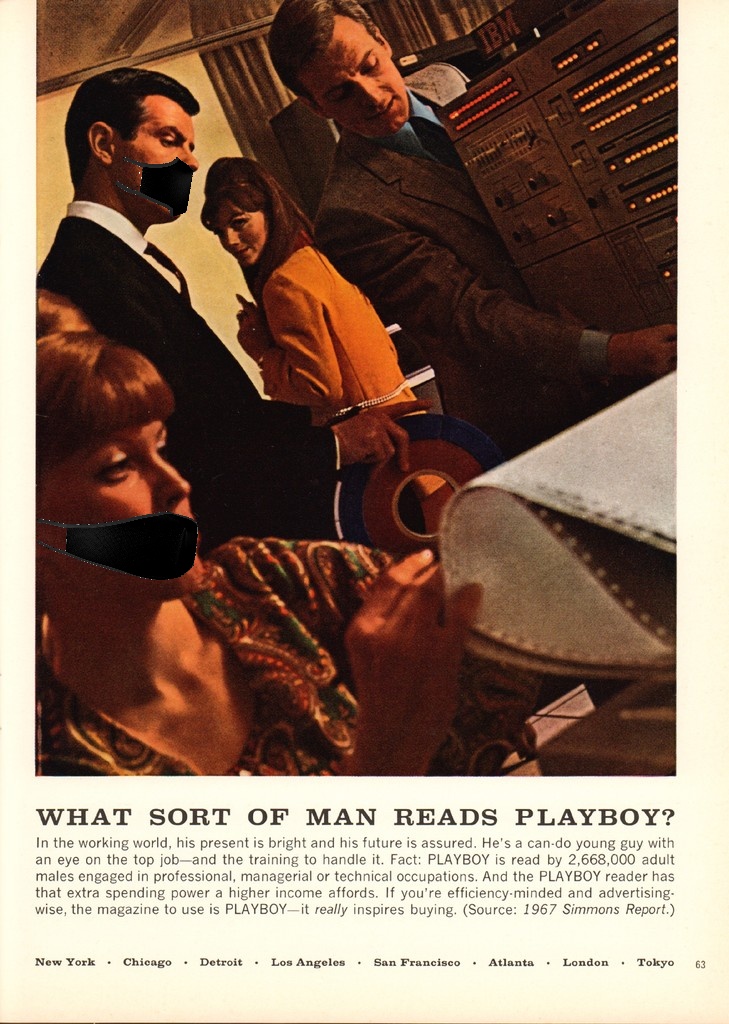 IBM
WHAT SORT OF MAN READS PLAYBOY?
In the working world, his present is bright and his future is assured. He's a can-do young guy with
an eye on the top job—and the training to handle it. Fact: PLAYBOY is read by 2,668,000 adult
males engaged in professional, managerial or technical occupations. And the PLAYBOY reader has
that extra spending power a higher income affords. If you're efficiency-minded and advertising-
wise, the magazine to use is PLAYBOY—it really inspires buying. (Source: 1967 Simmons Report.)
New York • Chicago • Detroit • Los Angeles • San Francisco • Atlanta • London • Tokyo 63